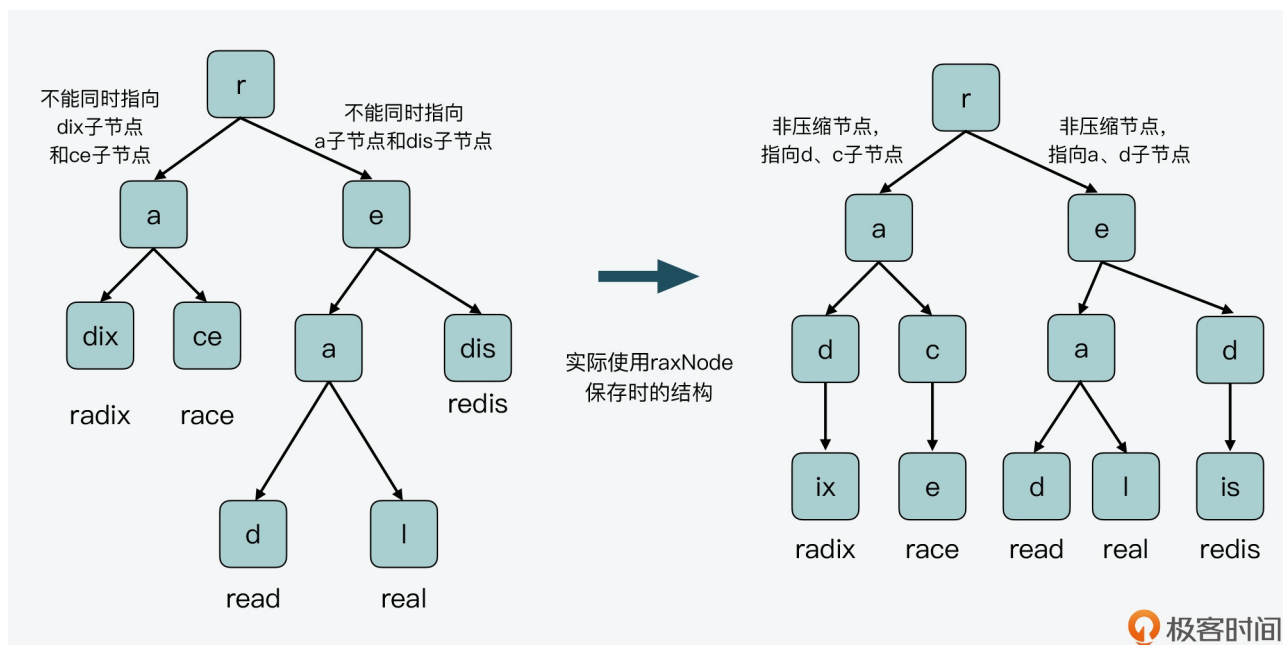 r
不能同时指向
dix子节点
和ce子节点
不能同时指向
a子节点和dis子节点
a
e
dix
ce
a
dis
radix
race
redis
d
l
read
real
实际使用raxNode
保存时的结构
r
非压缩节点，
指向d、c子节点
非压缩节点，
指向a、d子节点
a
e
d
c
a
d
ix
e
d
l
is
radix
race
read
real
redis
极客时间